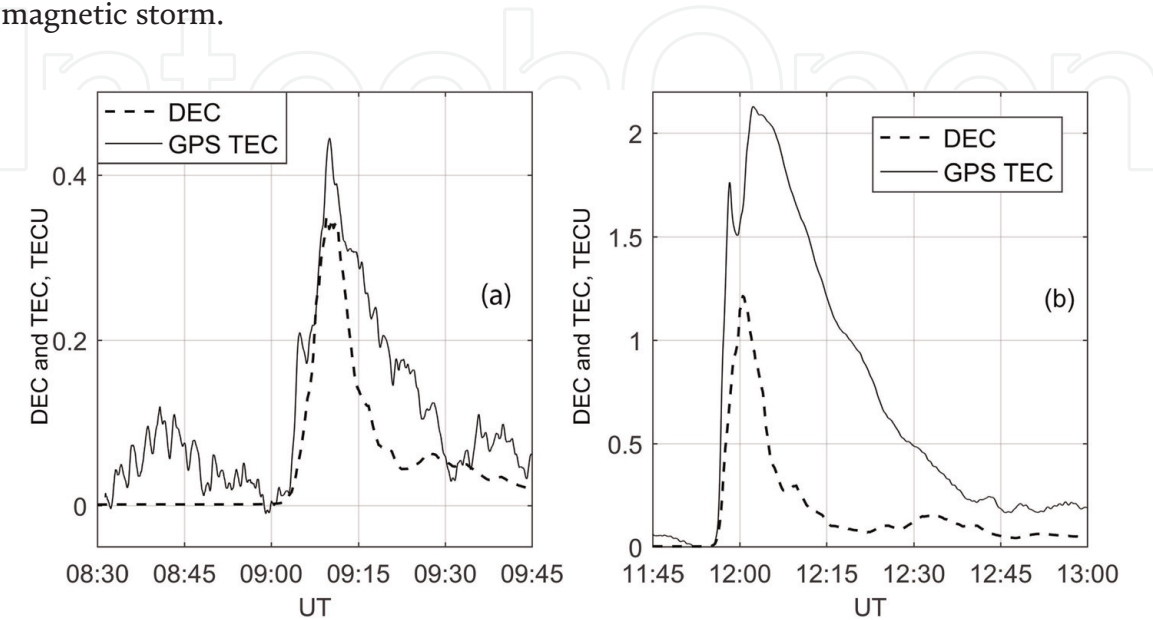 magnetic storm.
IntechOpen
DEC
GPS TEC
(a)
DEC and TEC, TECU
0.4
0.2
0
08:30 08:45 09:00 09:15 09:30 09:45
UT
DEC
GPS TEC
(b)
DEC and TEC, TECU
2
1.5
1
0.5
0
11:45 12:00 12:15 12:30 12:45 13:00
UT